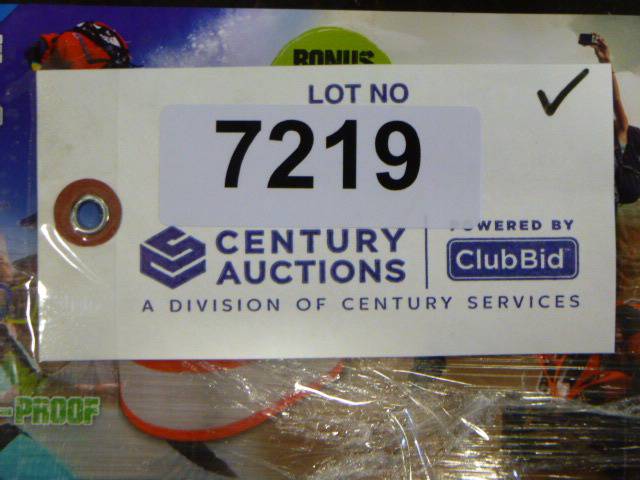 BONUS
LOT NO
7219
CENTURY AUCTIONS
POWERED BY
ClubBid
A DIVISION OF CENTURY SERVICES
-PROOF